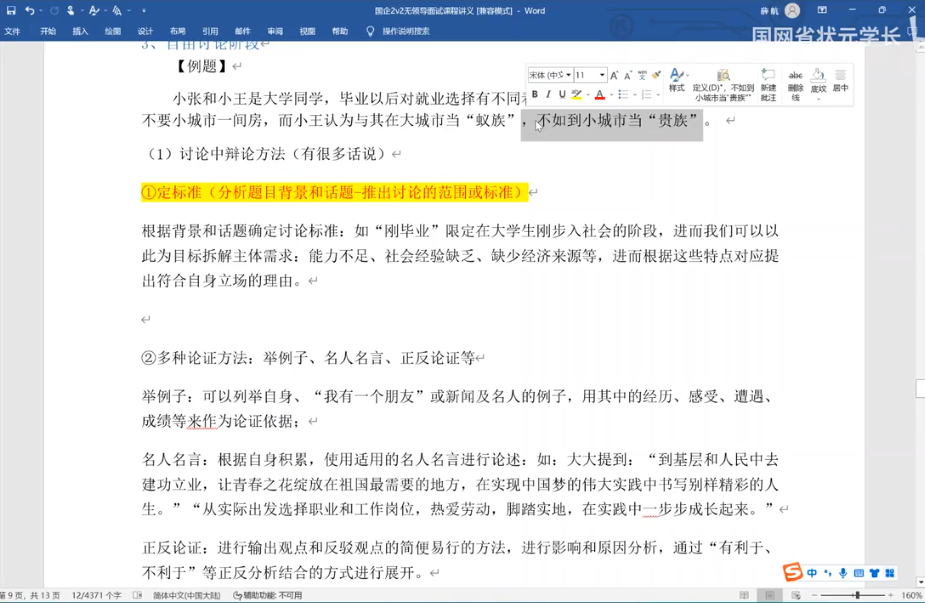 国企2v2无领导面试课程讲义 [兼容模式] - Word
薛航
文件 开始 插入 绘图 设计 布局 引用 邮件 审阅 视图 帮助 操作说明搜索
国网省状元学长
3、自由讨论阶段
【例题】
宋体 (中文 11
样式 定义(D)", 不如到小城市当"贵族" 新建批注 删除线 底纹 居中
小张和小王是大学同学，毕业以后对就业选择有不同
不要小城市一间房，而小王认为与其在大城市当“蚁族”，不如到小城市当“贵族”。
（1）讨论中辩论方法（有很多话说）
①定标准（分析题目背景和话题-推出讨论的范围或标准）
根据背景和话题确定讨论标准：如“刚毕业”限定在大学生刚步入社会的阶段，进而我们可以以
此为目标拆解主体需求：能力不足、社会经验缺乏、缺少经济来源等，进而根据这些特点对应提
出符合自身立场的理由。
②多种论证方法：举例子、名人名言、正反论证等
举例子：可以列举自身、“我有一个朋友”或新闻及名人的例子，用其中的经历、感受、遭遇、
成绩等来作为论证依据；
名人名言：根据自身积累，使用适用的名人名言进行论述：如：大大提到：“到基层和人民中去
建功立业，让青春之花绽放在祖国最需要的地方，在实现中国梦的伟大实践中书写别样精彩的人
生。”“从实际出发选择职业和工作岗位，热爱劳动，脚踏实地，在实践中一步步成长起来。”
正反论证：进行输出观点和反驳观点的简便易行的方法，进行影响和原因分析，通过“有利于、
不利于”等正反分析结合的方式进行展开。
中
第 9 页，共 13 页 12/4371 个字 简体中文(中国大陆) 辅助功能: 不可用 160%